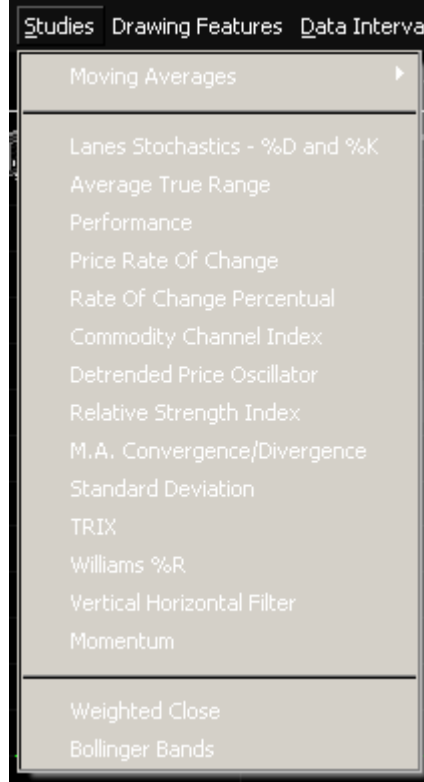 Studies Drawing Features Data Interva
Moving Averages
Lanes Stochastics - %D and %K
Average True Range
Performance
Price Rate Of Change
Rate Of Change Percentual
Commodity Channel Index
Detrended Price Oscillator
Relative Strength Index
M.A. Convergence/Divergence
Standard Deviation
TRIX
Williams %R
Vertical Horizontal Filter
Momentum
Weighted Close
Bollinger Bands